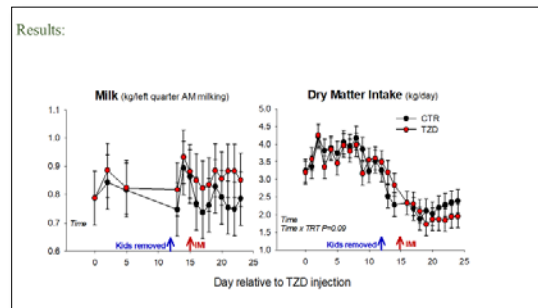 Results:
Milk (kg/left quarter AM milking)
1.1
1.0
0.9
0.8
0.7
0.6
Time
Kids removed
IMI
0
5
10
15
20
25
Dry Matter Intake (kg/day)
CTR
TZD
5.0
4.5
4.0
3.5
3.0
2.5
2.0
1.5
1.0
Time
Time x TRT P=0.09
Kids removed
IMI
0
5
10
15
20
25
Day relative to TZD injection